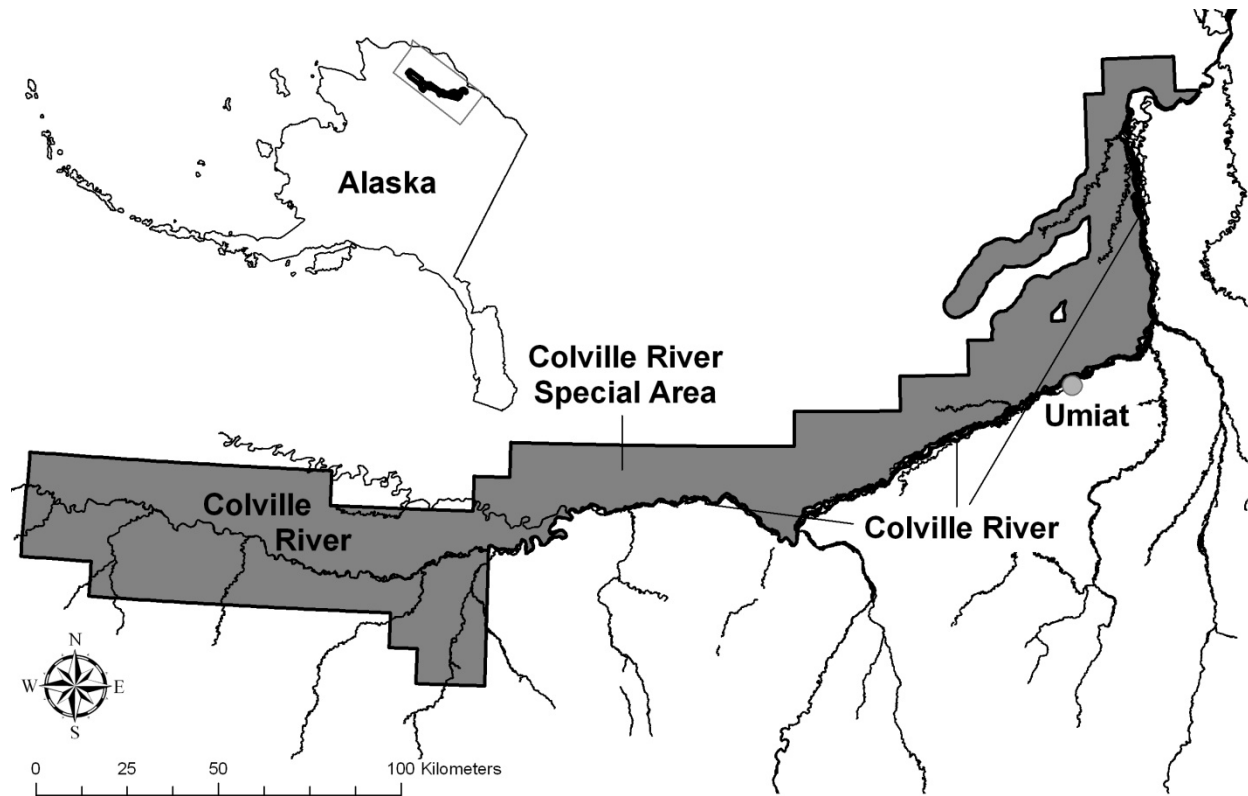 Alaska
Colville River
Special Area
Umiat
Colville
River
Colville River
N
W
E
S
0
25
50
100 Kilometers